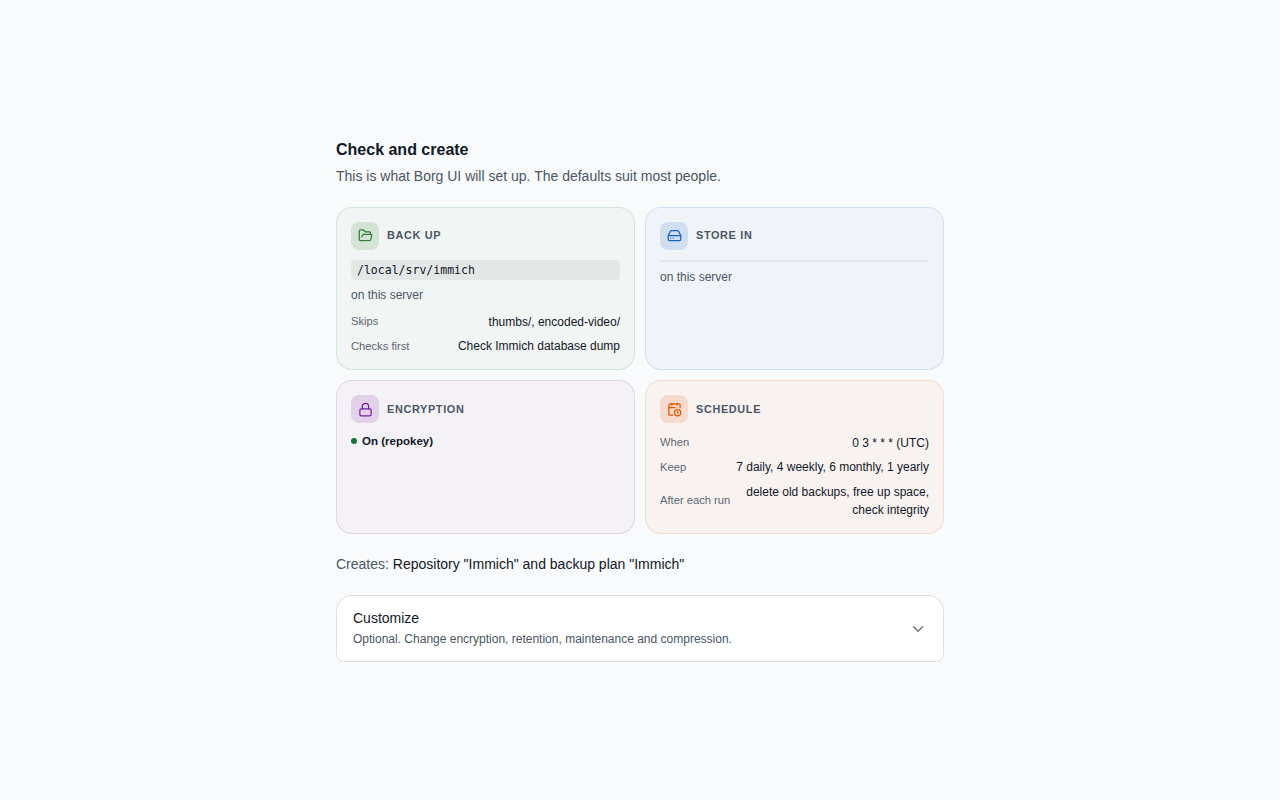 Check and create
This is what Borg UI will set up. The defaults suit most people.
BACK UP
/local/srv/immich
on this server
Skips thumbs/, encoded-video/
Checks first Check Immich database dump
STORE IN
on this server
ENCRYPTION
On (repokey)
SCHEDULE
When 0 3 * * * (UTC)
Keep 7 daily, 4 weekly, 6 monthly, 1 yearly
After each run delete old backups, free up space,
check integrity
Creates: Repository "Immich" and backup plan "Immich"
Customize
Optional. Change encryption, retention, maintenance and compression.